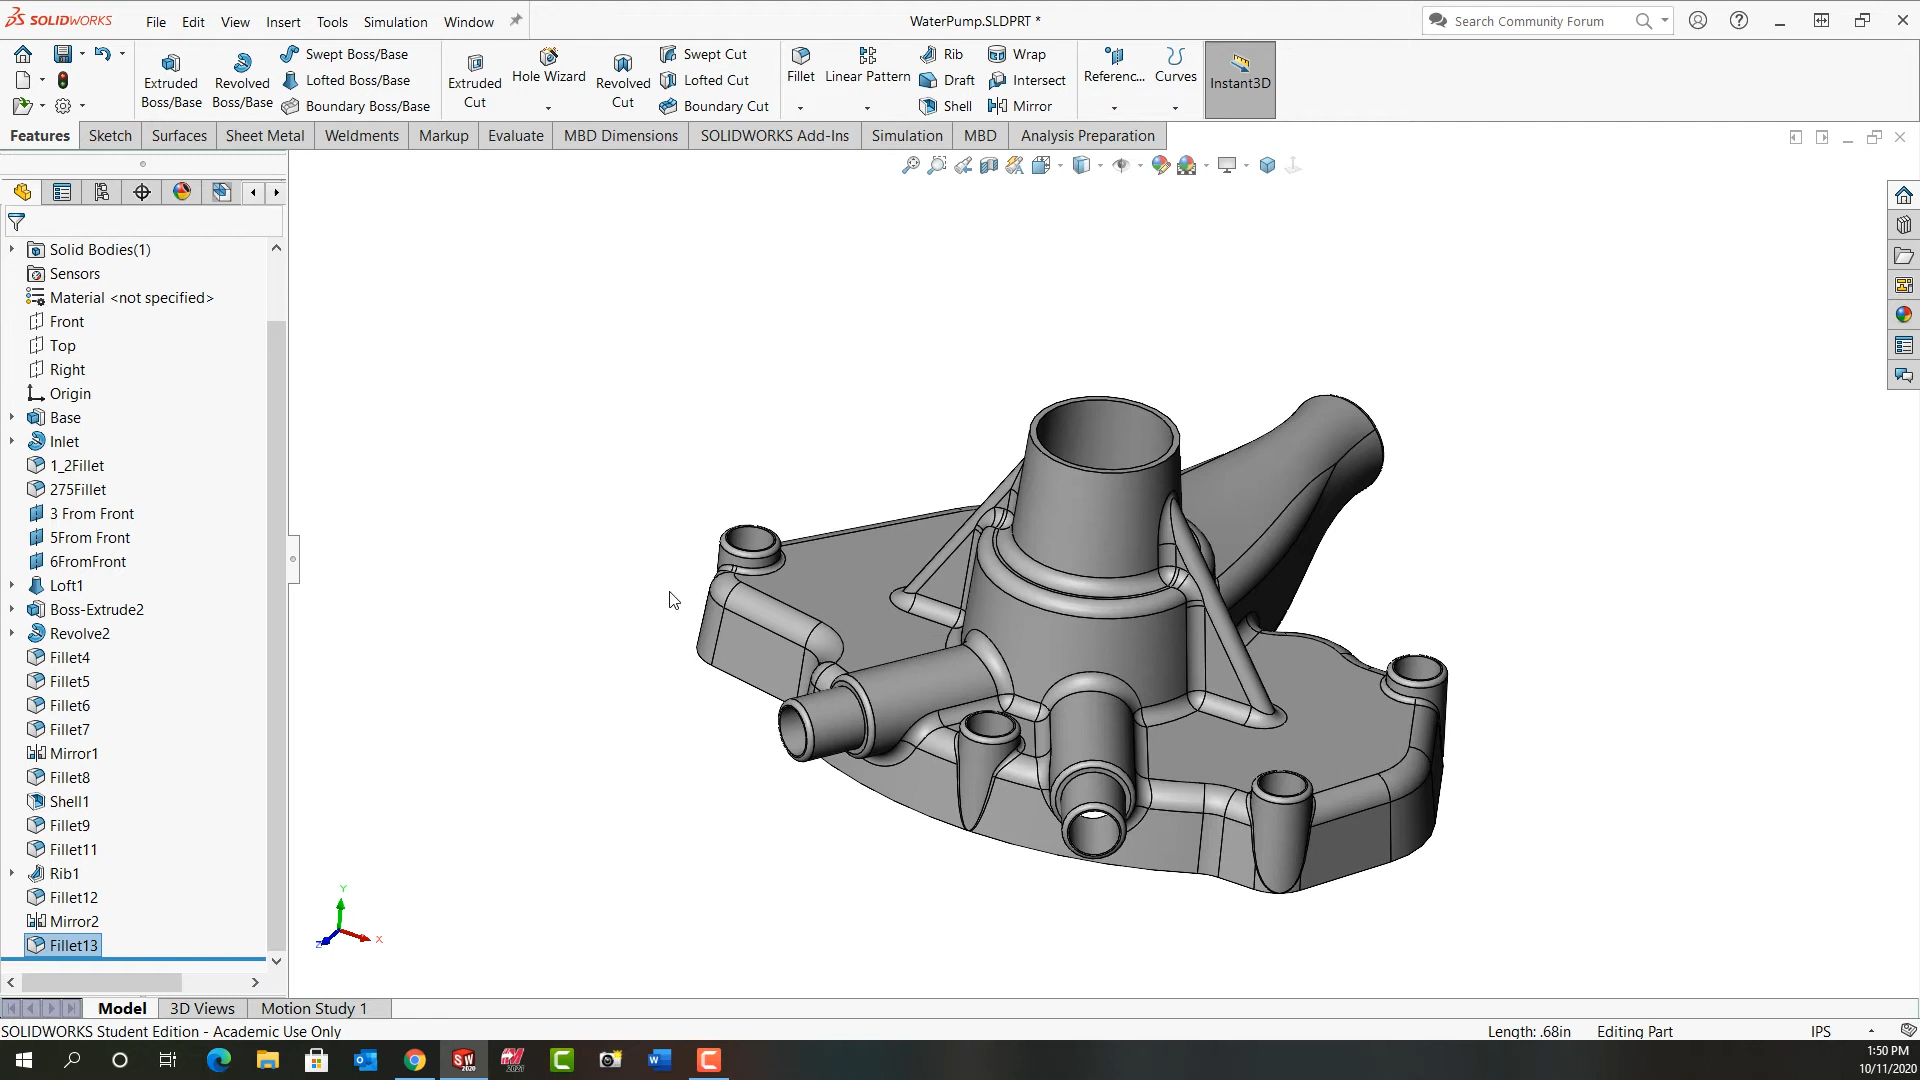 SOLIDWORKS File Edit View Insert Tools Simulation Window WaterPump.SLDPRT * Search Community Forum ?
Extruded Boss/Base
Revolved Boss/Base
Swept Boss/Base
Lofted Boss/Base
Boundary Boss/Base
Extruded Cut
Hole Wizard
Revolved Cut
Swept Cut
Lofted Cut
Boundary Cut
Fillet
Linear Pattern
Rib
Draft
Shell
Wrap
Intersect
Mirror
Referenc...
Curves
Instant3D
Features Sketch Surfaces Sheet Metal Weldments Markup Evaluate MBD Dimensions SOLIDWORKS Add-Ins Simulation MBD Analysis Preparation
Solid Bodies(1)
Sensors
Material <not specified>
Front
Top
Right
Origin
Base
Inlet
1_2Fillet
275Fillet
3 From Front
5From Front
6FromFront
Loft1
Boss-Extrude2
Revolve2
Fillet4
Fillet5
Fillet6
Fillet7
Mirror1
Fillet8
Shell1
Fillet9
Fillet11
Rib1
Fillet12
Mirror2
Fillet13
Y
X
Z
Model 3D Views Motion Study 1
SOLIDWORKS Student Edition - Academic Use Only Length: .68in Editing Part IPS
SW 2020
2021
C
W
C
1:50 PM
10/11/2020